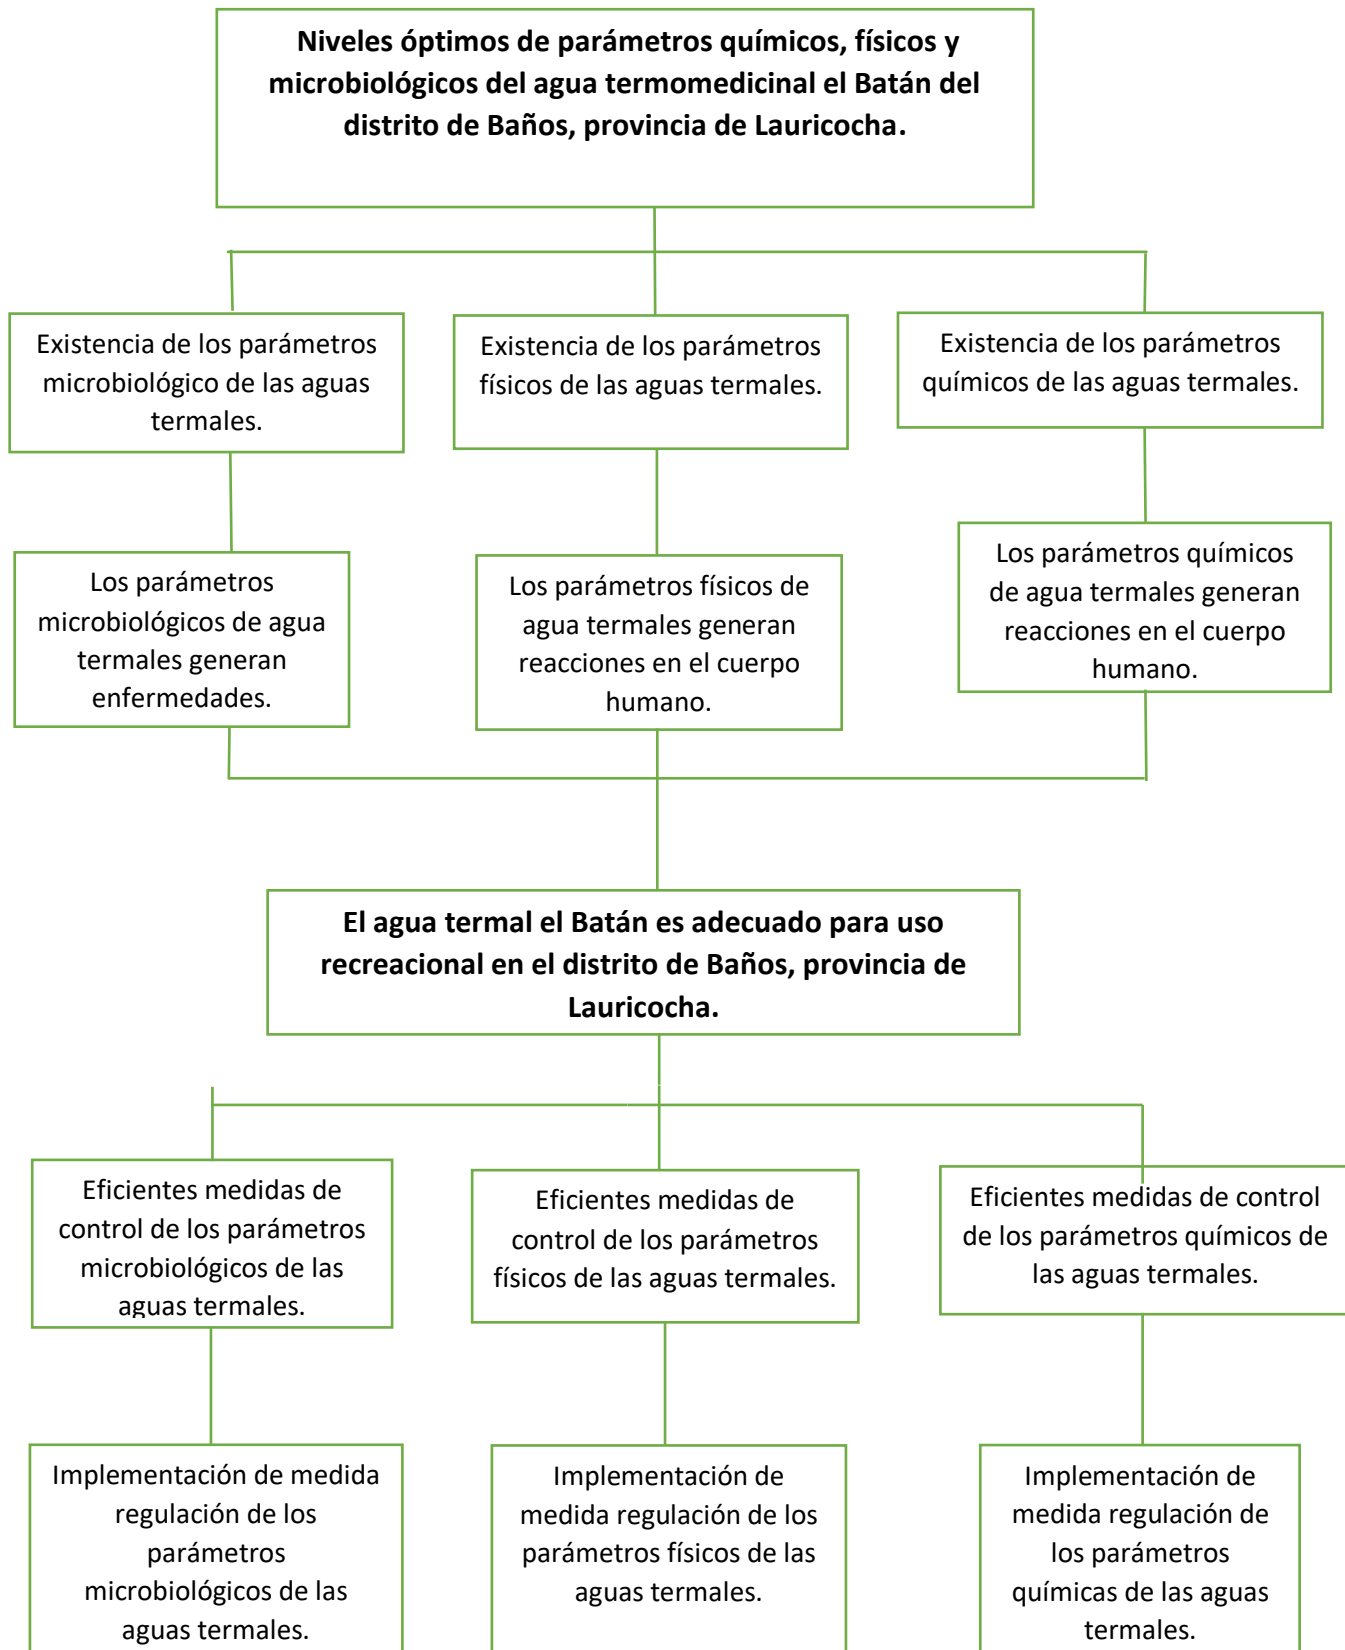 Niveles óptimos de parámetros químicos, físicos y
microbiológicos del agua termomedicinal el Batán del
distrito de Baños, provincia de Lauricocha.
Existencia de los parámetros
microbiológico de las aguas
termales.
Existencia de los parámetros
físicos de las aguas termales.
Existencia de los parámetros
químicos de las aguas termales.
Los parámetros
microbiológicos de agua
termales generan
enfermedades.
Los parámetros físicos de
agua termales generan
reacciones en el cuerpo
humano.
Los parámetros químicos
de agua termales generan
reacciones en el cuerpo
humano.
El agua termal el Batán es adecuado para uso
recreacional en el distrito de Baños, provincia de
Lauricocha.
Eficientes medidas de
control de los parámetros
microbiológicos de las
aguas termales.
Eficientes medidas de
control de los parámetros
físicos de las aguas termales.
Eficientes medidas de control
de los parámetros químicos de
las aguas termales.
Implementación de medida
regulación de los
parámetros
microbiológicos de las
aguas termales.
Implementación de
medida regulación de los
parámetros físicos de las
aguas termales.
Implementación de
medida regulación de
los parámetros
químicas de las aguas
termales.